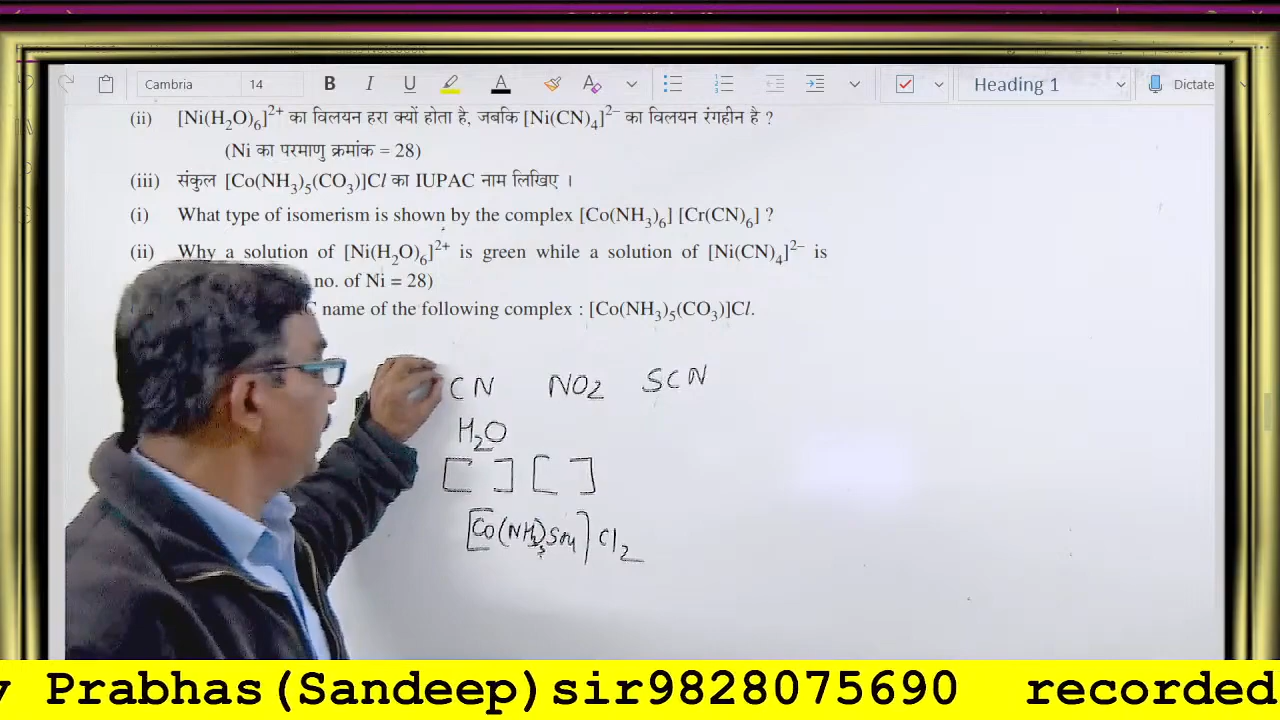 Cambria 14 B I U A A Heading 1 Dictate
(ii) [Ni(H₂O)₆]²⁺ का विलयन हरा क्यों होता है, जबकि [Ni(CN)₄]²⁻ का विलयन रंगहीन है ?
(Ni का परमाणु क्रमांक = 28)
(iii) संकुल [Co(NH₃)₅(CO₃)]Cl का IUPAC नाम लिखिए ।
(i) What type of isomerism is shown by the complex [Co(NH₃)₆] [Cr(CN)₆] ?
(ii) Why a solution of [Ni(H₂O)₆]²⁺ is green while a solution of [Ni(CN)₄]²⁻ is
no. of Ni = 28)
C name of the following complex : [Co(NH₃)₅(CO₃)]Cl.
CN NO2 SCN
H₂O
[ ] [ ]
[Co(NH₃)₅SO₄] Cl₂
Prabhas(Sandeep)sir9828075690 recorded